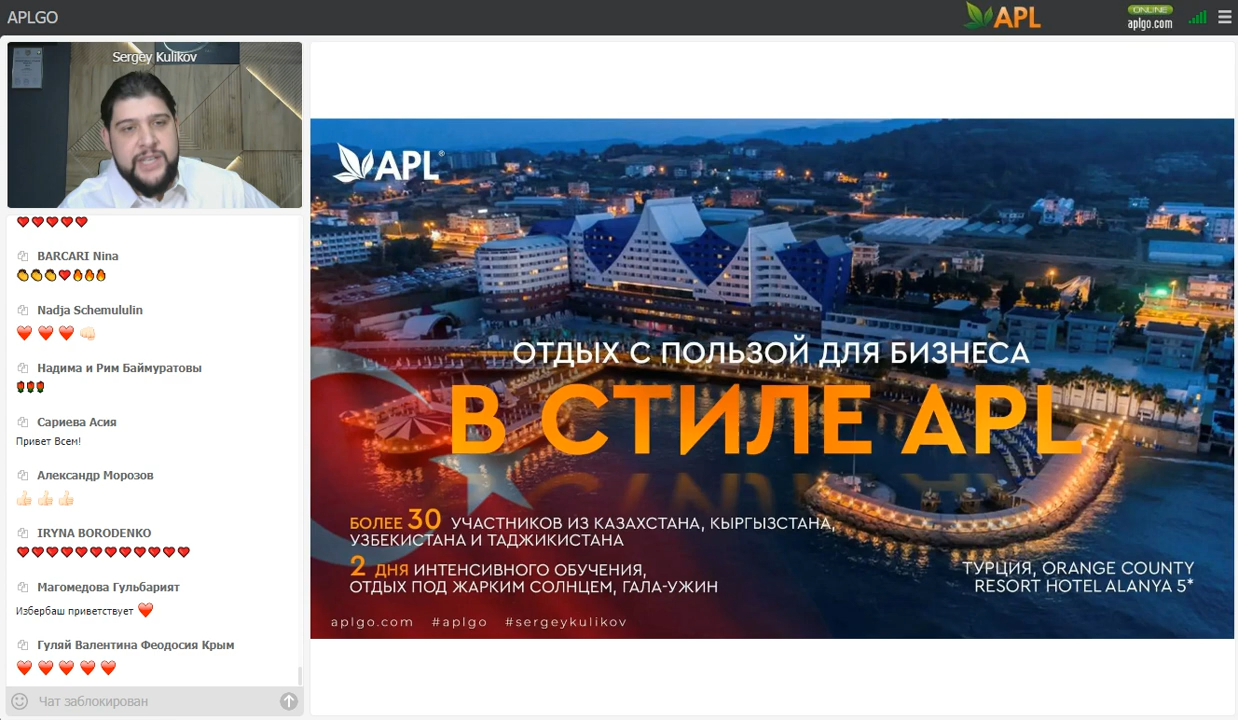 APLGO
APL
ONLINE
aplgo.com
Sergey Kulikov
BARCARI Nina
Nadja Schemululin
Надима и Рим Баймуратовы
Сариева Асия
Привет Всем!
Александр Морозов
IRYNA BORODENKO
Магомедова Гульбарият
Избербаш приветствует
Гуляй Валентина Феодосия Крым
Чат заблокирован
APL®
ОТДЫХ С ПОЛЬЗОЙ ДЛЯ БИЗНЕСА
В СТИЛЕ APL
БОЛЕЕ 30 УЧАСТНИКОВ ИЗ КАЗАХСТАНА, КЫРГЫЗСТАНА,
УЗБЕКИСТАНА И ТАДЖИКИСТАНА
2 ДНЯ ИНТЕНСИВНОГО ОБУЧЕНИЯ,
ОТДЫХ ПОД ЖАРКИМ СОЛНЦЕМ, ГАЛА-УЖИН
ТУРЦИЯ, ORANGE COUNTY
RESORT HOTEL ALANYA 5*
aplgo.com #aplgo #sergeykulikov